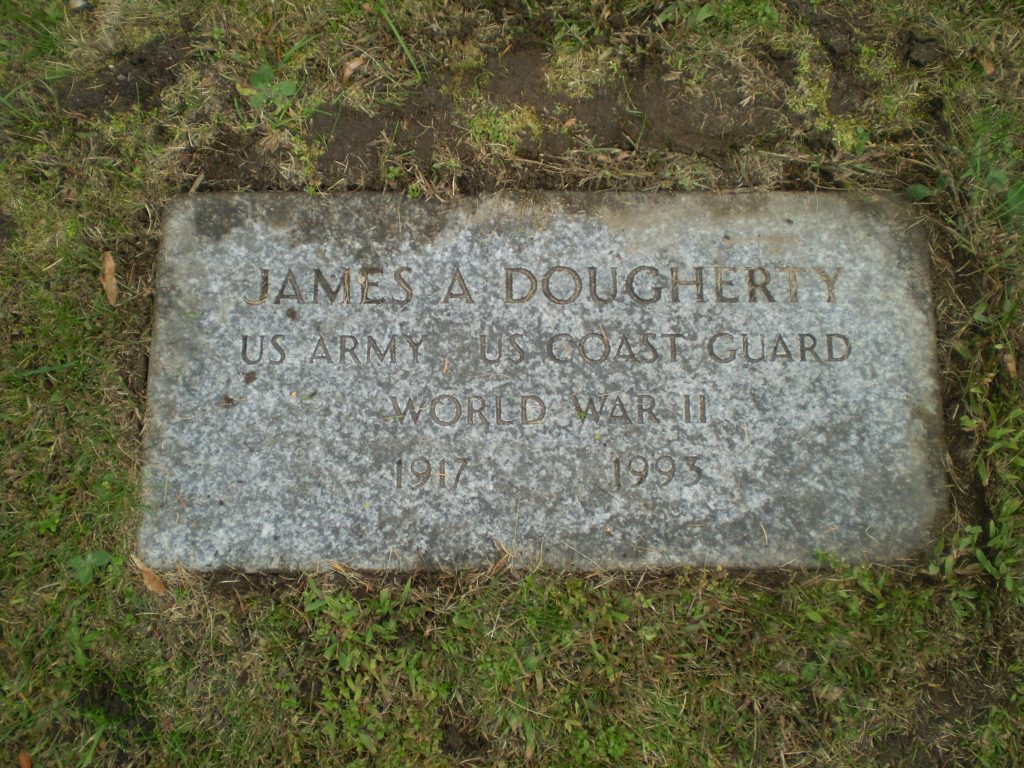 JAMES A DOUGHERTY
US ARMY US COAST GUARD
WORLD WAR II
1917 1993